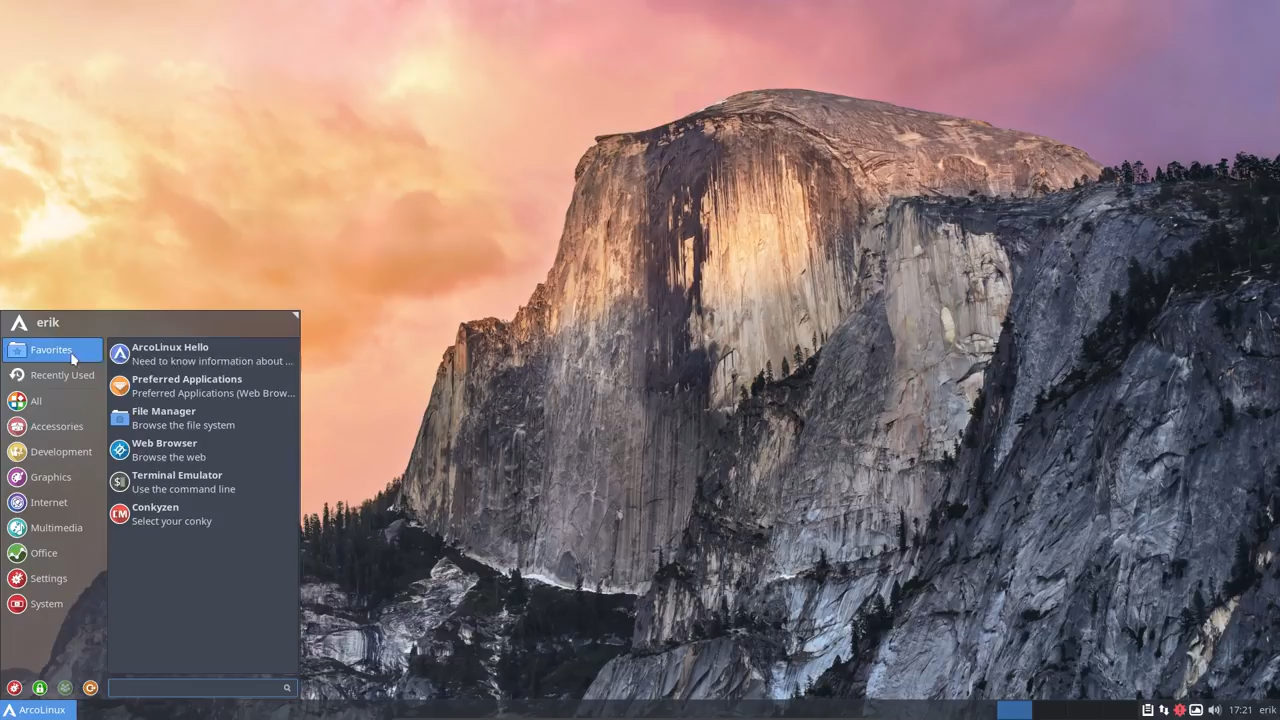 erik
Favorites
Recently Used
All
Accessories
Development
Graphics
Internet
Multimedia
Office
Settings
System
ArcoLinux Hello
Need to know information about ...
Preferred Applications
Preferred Applications (Web Brow...
File Manager
Browse the file system
Web Browser
Browse the web
Terminal Emulator
Use the command line
CM
Conkyzen
Select your conky
ArcoLinux
17:21
erik